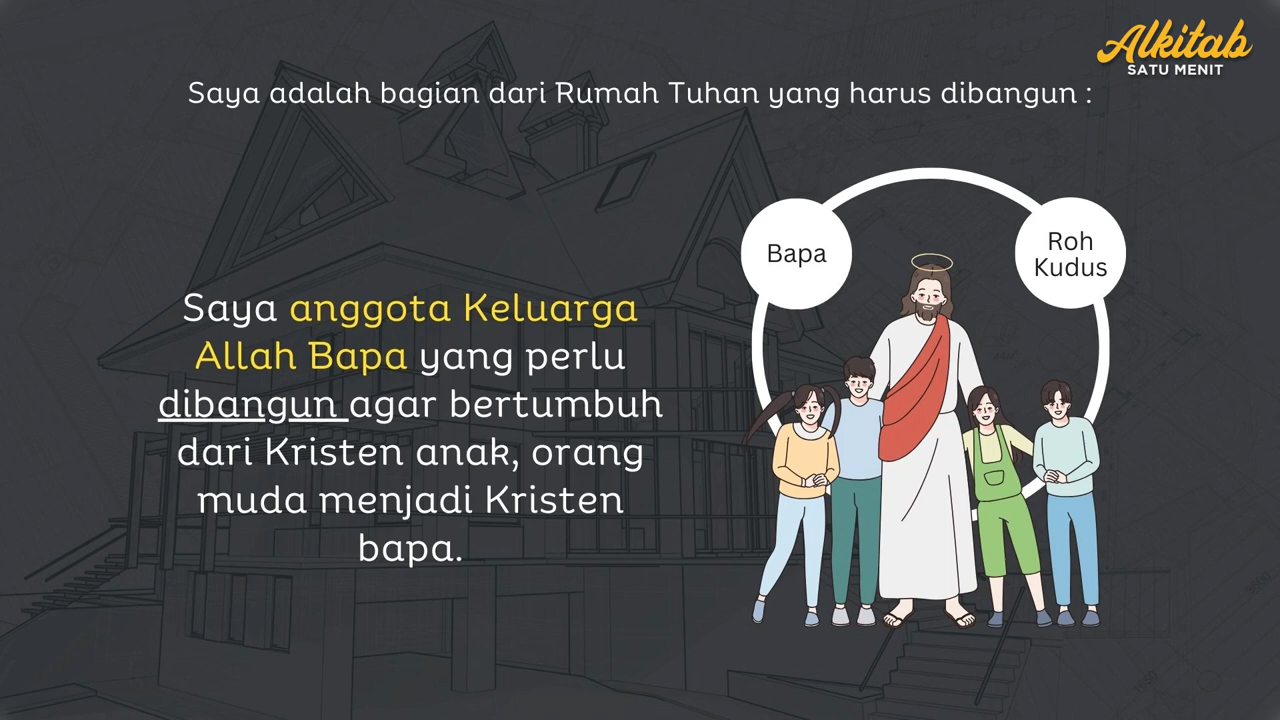 Alkitab
SATU MENIT
Saya adalah bagian dari Rumah Tuhan yang harus dibangun :
Saya anggota Keluarga
Allah Bapa yang perlu
dibangun agar bertumbuh
dari Kristen anak, orang
muda menjadi Kristen
bapa.
Bapa
Roh
Kudus